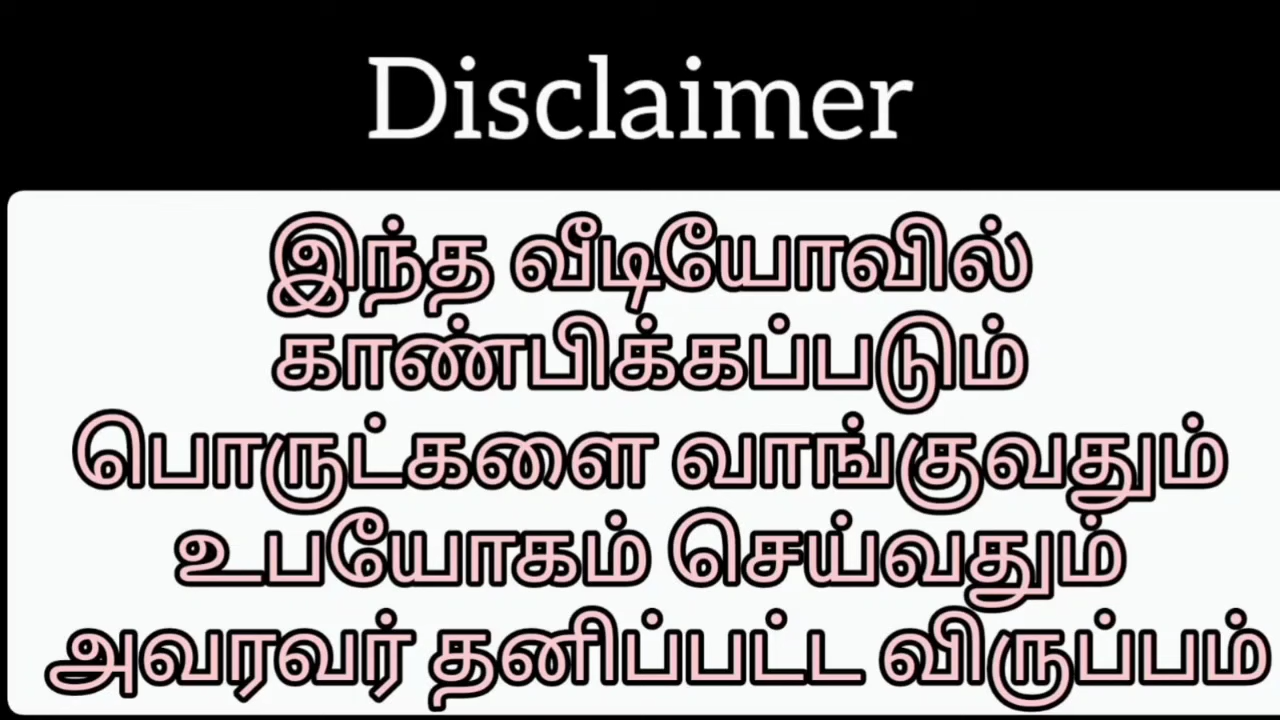 Disclaimer
இந்த வீடியோவில்
காண்பிக்கப்படும்
பொருட்களை வாங்குவதும்
உபயோகம் செய்வதும்
அவரவர் தனிப்பட்ட விருப்பம்